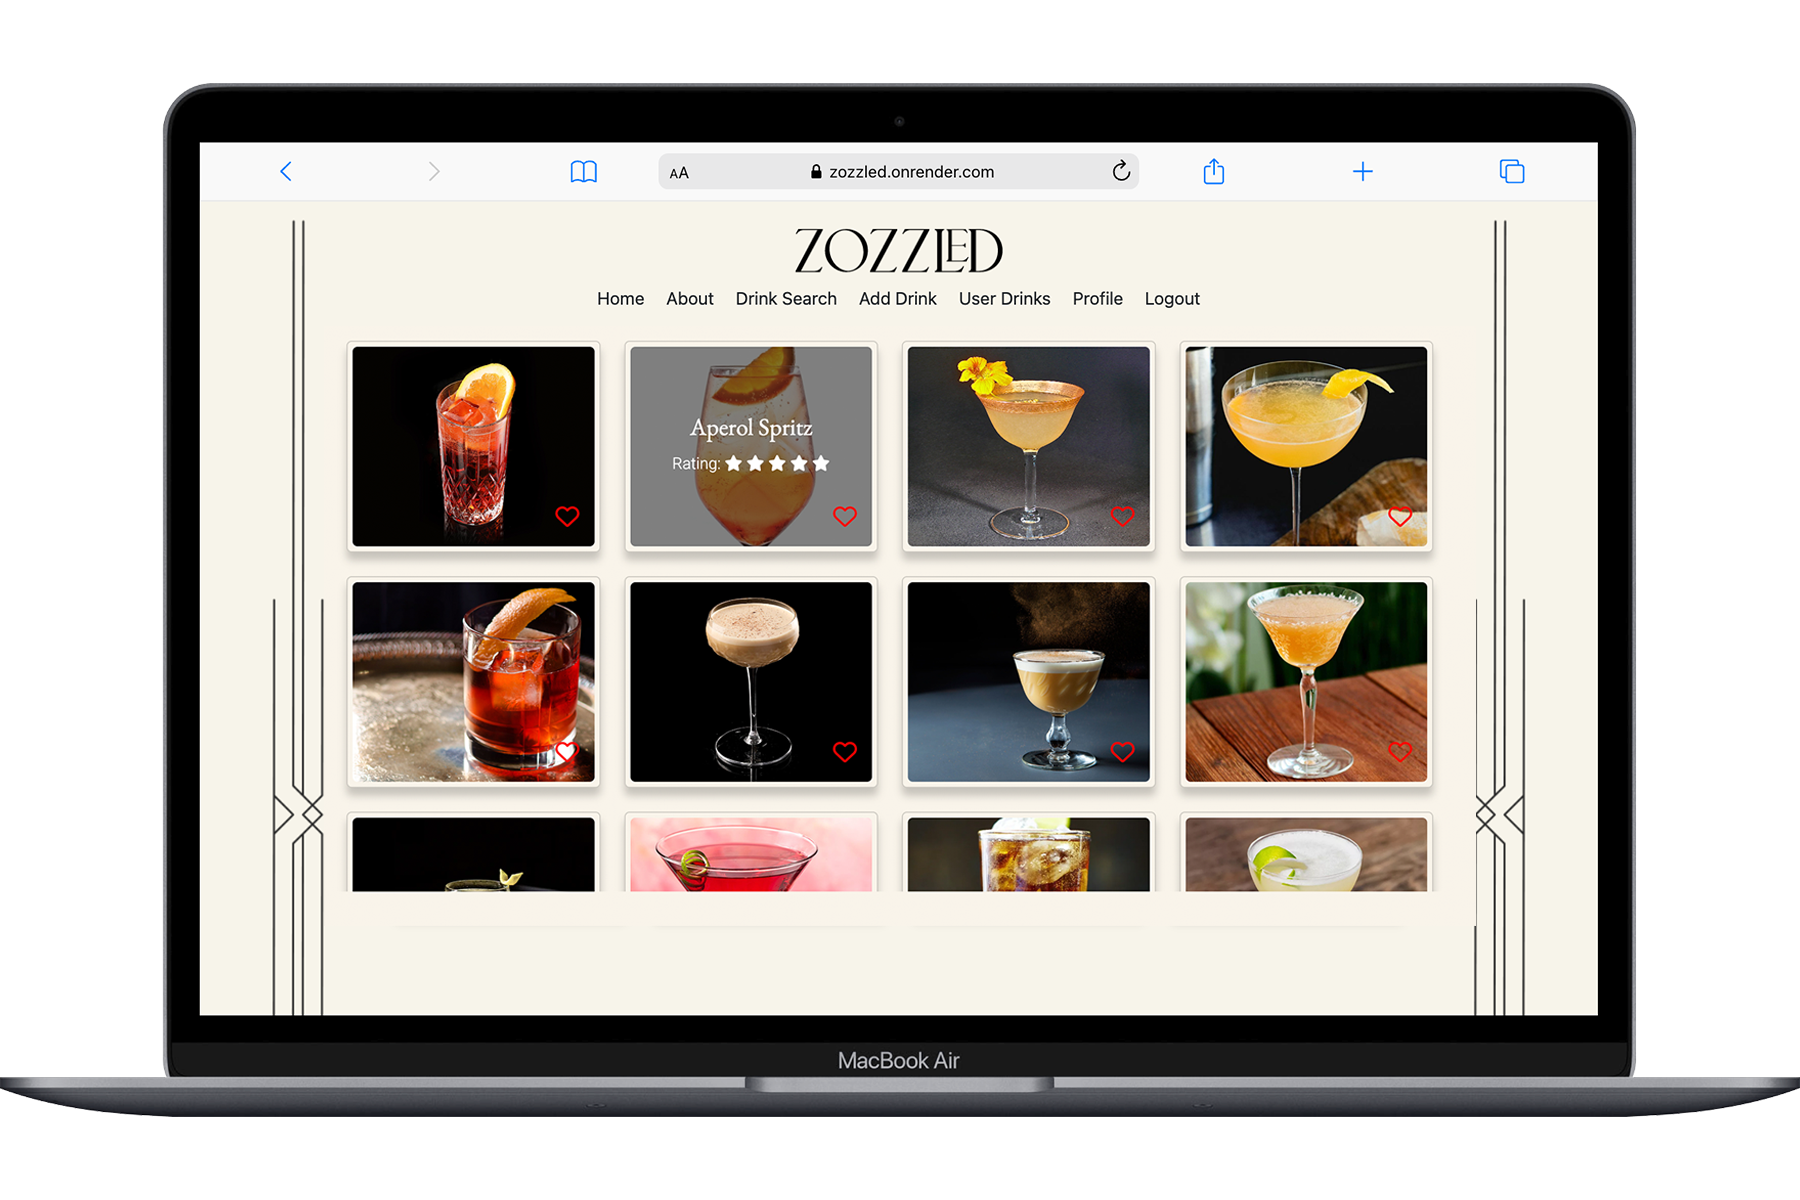 AA zozzled.onrender.com
ZOZZLED
Home About Drink Search Add Drink User Drinks Profile Logout
Aperol Spritz
Rating:
MacBook Air